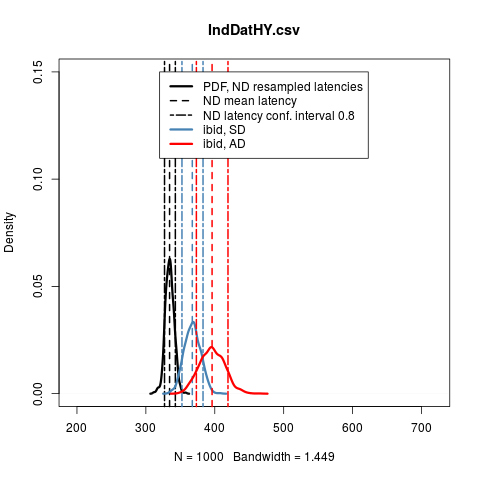 IndDatHY.csv
0.15
PDF, ND resampled latencies
ND mean latency
ND latency conf. interval 0.8
ibid, SD
ibid, AD
0.10
Density
0.05
0.00
200 300 400 500 600 700
N = 1000 Bandwidth = 1.449